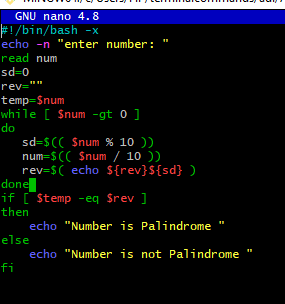 GNU nano 4.8
#!/bin/bash -x
echo -n "enter number: "
read num
sd=0
rev=""
temp=$num
while [ $num -gt 0 ]
do
sd=$(( $num % 10 ))
num=$(( $num / 10 ))
rev=$( echo ${rev}${sd} )
done
if [ $temp -eq $rev ]
then
echo "Number is Palindrome "
else
echo "Number is not Palindrome "
fi